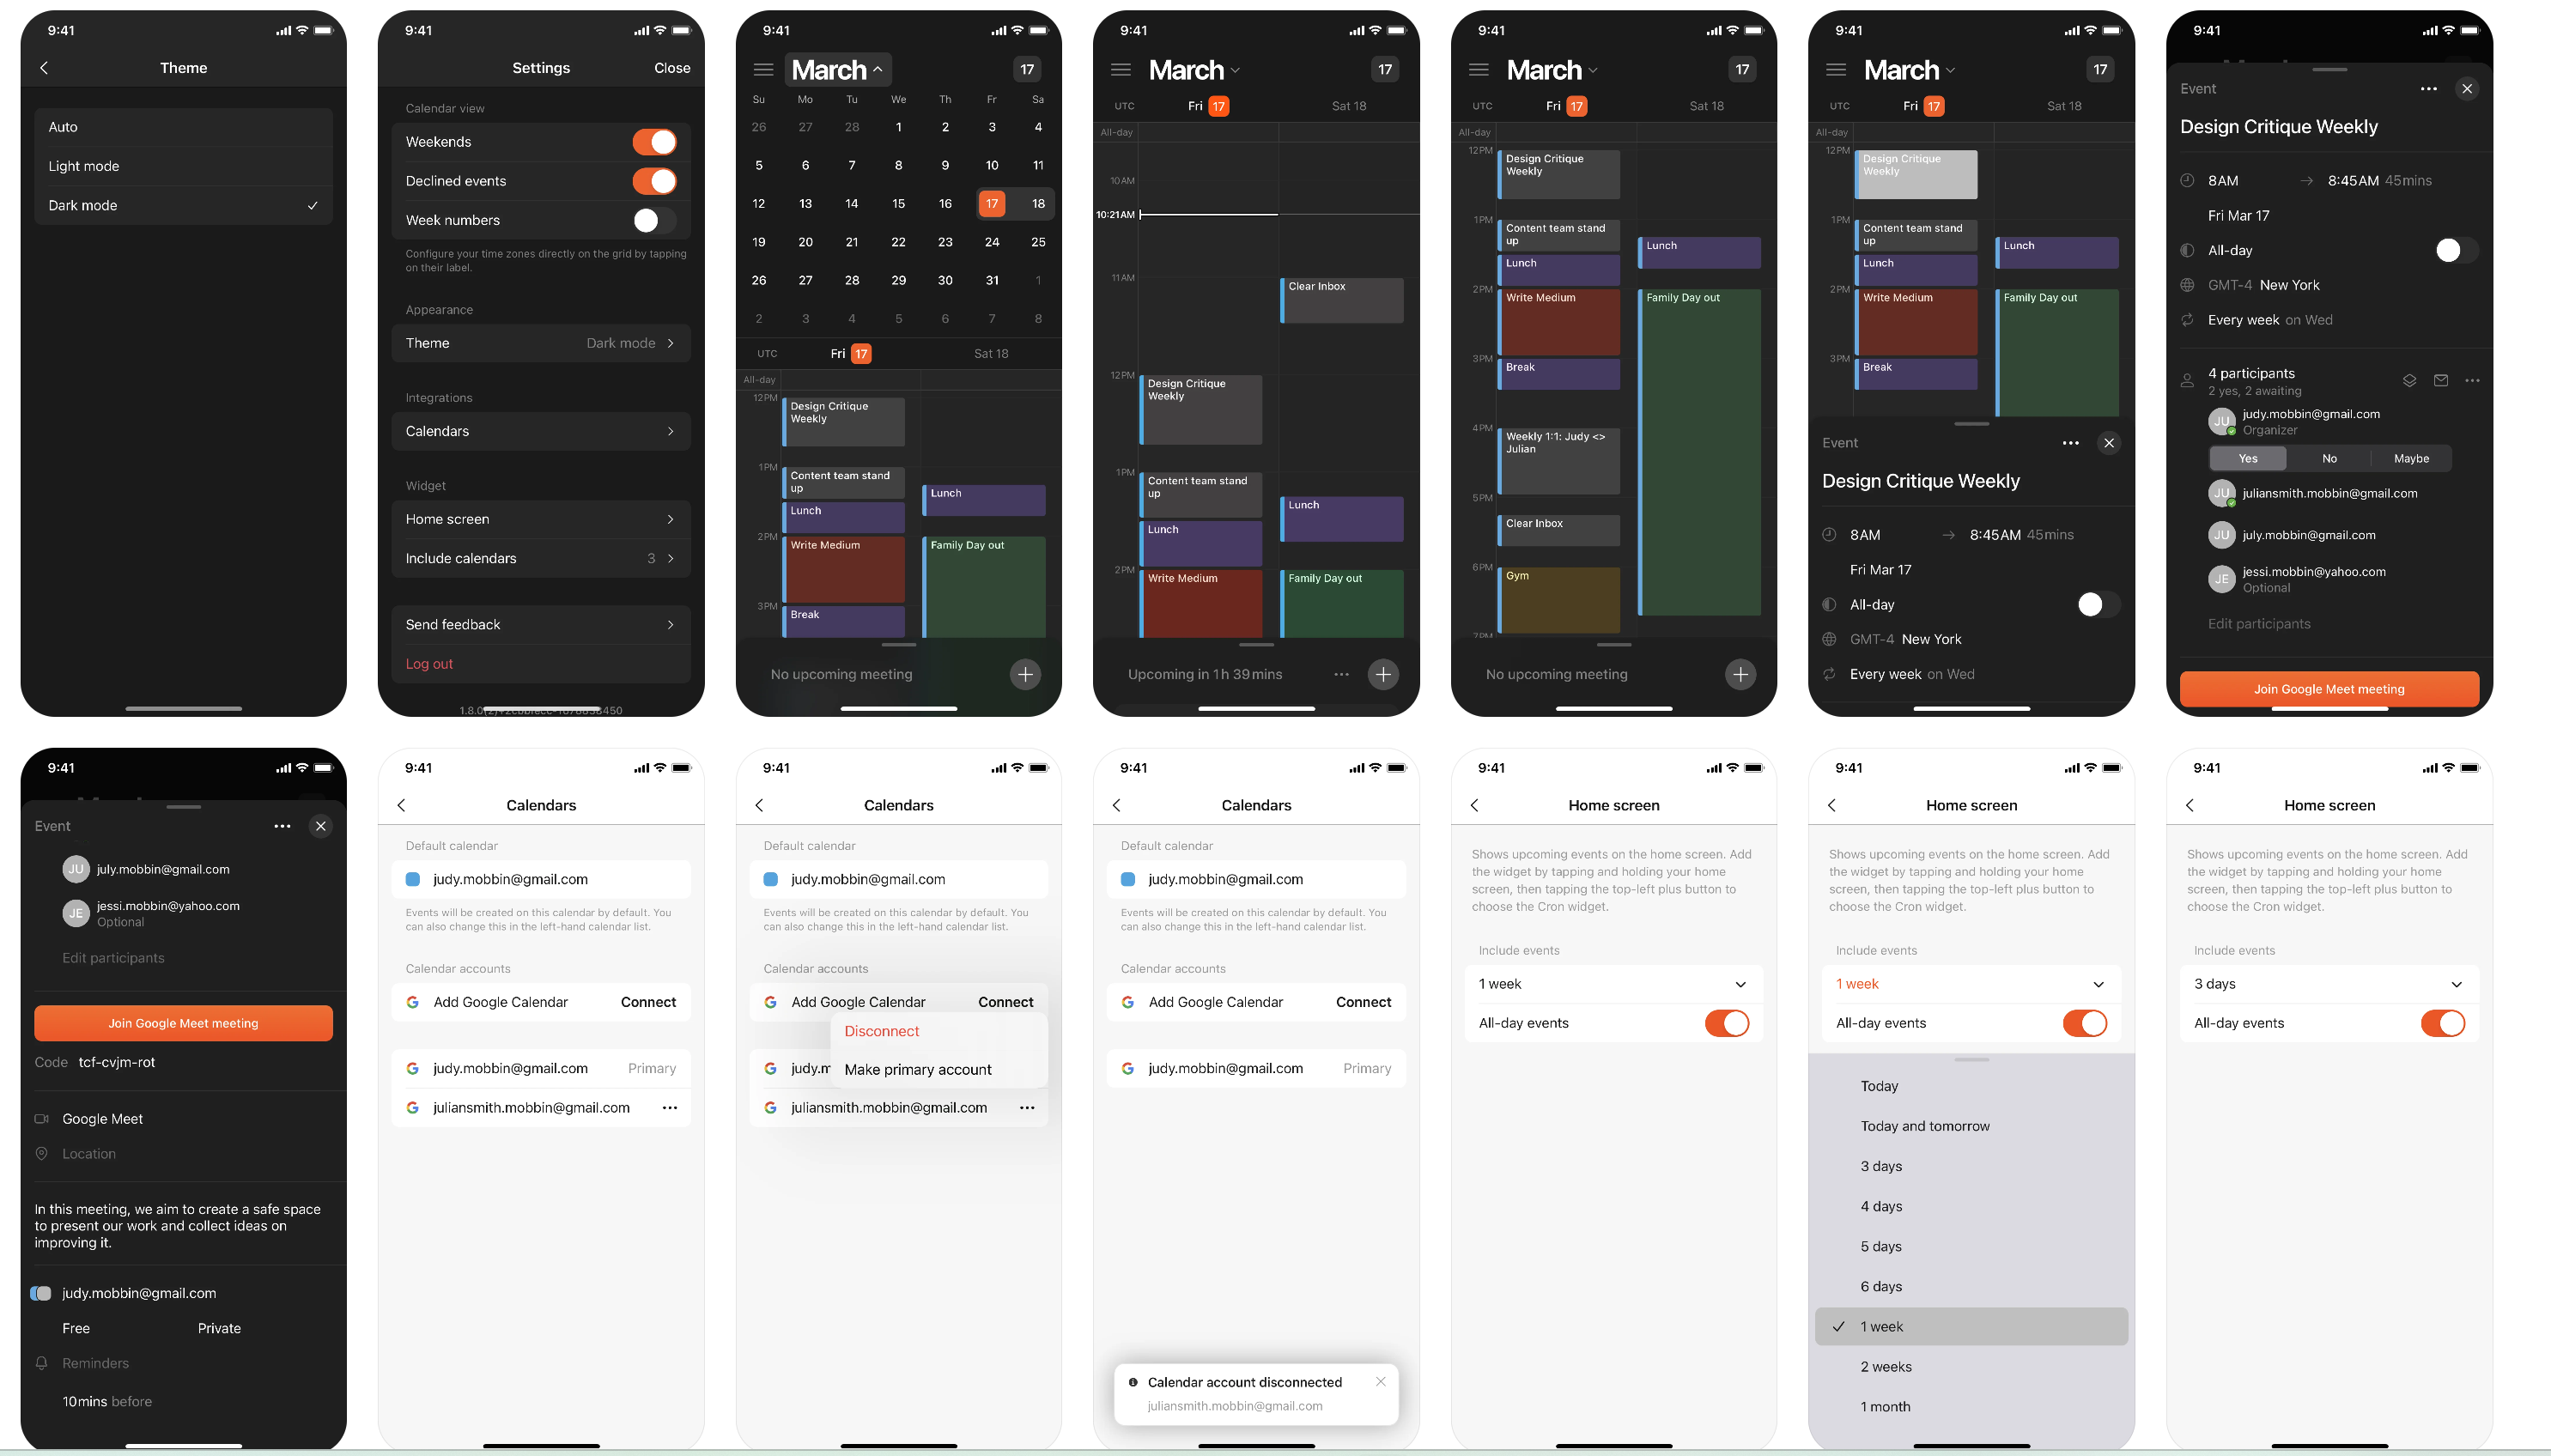 9:41
Theme
Auto
Light mode
Dark mode
9:41
Settings
Close
Calendar view
Weekends
Declined events
Week numbers
Configure your time zones directly on the grid by tapping
on their label.
Appearance
Theme
Dark mode
Integrations
Calendars
Widget
Home screen
Include calendars
3
Send feedback
Log out
9:41
March
17
Su Mo Tu We Th Fr Sa
26 27 28 1 2 3 4
5 6 7 8 9 10 11
12 13 14 15 16 17 18
19 20 21 22 23 24 25
26 27 28 29 30 31 1
2 3 4 5 6 7 8
UTC Fri 17 Sat 18
All-day
12PM
Design Critique
Weekly
1PM
Content team stand
up
Lunch
Lunch
2PM
Write Medium
Family Day out
3PM
Break
No upcoming meeting
9:41
March
17
UTC Fri 17 Sat 18
All-day
10AM
10:21AM
11AM
Clear Inbox
12PM
Design Critique
Weekly
1PM
Content team stand
up
Lunch
Lunch
2PM
Write Medium
Family Day out
Upcoming in 1h 39mins
9:41
March
17
UTC Fri 17 Sat 18
All-day
12PM
Design Critique
Weekly
1PM
Content team stand
up
Lunch
Lunch
2PM
Write Medium
Family Day out
3PM
Break
4PM
Weekly 1:1: Judy <>
Julian
5PM
Clear Inbox
6PM
Gym
7PM
No upcoming meeting
9:41
March
17
UTC Fri 17 Sat 18
All-day
12PM
Design Critique
Weekly
1PM
Content team stand
up
Lunch
Lunch
2PM
Write Medium
Family Day out
3PM
Break
Event
Design Critique Weekly
8AM → 8:45AM 45mins
Fri Mar 17
All-day
GMT-4 New York
Every week on Wed
9:41
Event
Design Critique Weekly
8AM → 8:45AM 45mins
Fri Mar 17
All-day
GMT-4 New York
Every week on Wed
4 participants
2 yes, 2 awaiting
JU judy.mobbin@gmail.com
Organizer
Yes No Maybe
JU juliansmith.mobbin@gmail.com
JU july.mobbin@gmail.com
JE jessi.mobbin@yahoo.com
Optional
Edit participants
Join Google Meet meeting
9:41
Event
JU july.mobbin@gmail.com
JE jessi.mobbin@yahoo.com
Optional
Edit participants
Join Google Meet meeting
Code tcf-cvjm-rot
Google Meet
Location
In this meeting, we aim to create a safe space
to present our work and collect ideas on
improving it.
judy.mobbin@gmail.com
Free Private
Reminders
10mins before
9:41
Calendars
Default calendar
judy.mobbin@gmail.com
Events will be created on this calendar by default. You
can also change this in the left-hand calendar list.
Calendar accounts
Add Google Calendar Connect
judy.mobbin@gmail.com Primary
juliansmith.mobbin@gmail.com
9:41
Calendars
Default calendar
judy.mobbin@gmail.com
Events will be created on this calendar by default. You
can also change this in the left-hand calendar list.
Calendar accounts
Add Google Calendar Connect
Disconnect
judy.m
Make primary account
juliansmith.mobbin@gmail.com
9:41
Calendars
Default calendar
judy.mobbin@gmail.com
Events will be created on this calendar by default. You
can also change this in the left-hand calendar list.
Calendar accounts
Add Google Calendar Connect
judy.mobbin@gmail.com Primary
Calendar account disconnected
juliansmith.mobbin@gmail.com
9:41
Home screen
Shows upcoming events on the home screen. Add
the widget by tapping and holding your home
screen, then tapping the top-left plus button to
choose the Cron widget.
Include events
1 week
All-day events
9:41
Home screen
Shows upcoming events on the home screen. Add
the widget by tapping and holding your home
screen, then tapping the top-left plus button to
choose the Cron widget.
Include events
1 week
All-day events
Today
Today and tomorrow
3 days
4 days
5 days
6 days
1 week
2 weeks
1 month
9:41
Home screen
Shows upcoming events on the home screen. Add
the widget by tapping and holding your home
screen, then tapping the top-left plus button to
choose the Cron widget.
Include events
3 days
All-day events